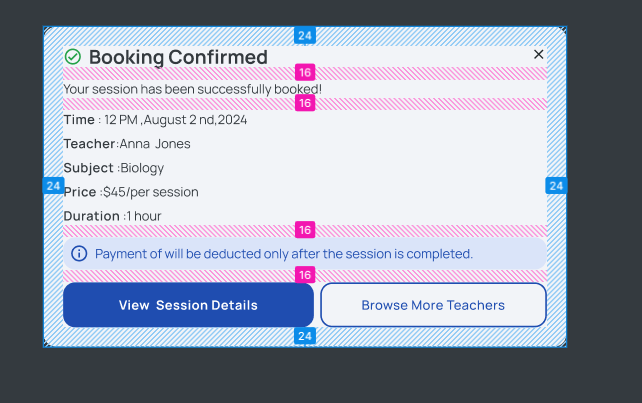 24
Booking Confirmed
16
Your session has been successfully booked!
16
Time : 12 PM ,August 2 nd,2024
Teacher:Anna Jones
Subject :Biology
24
24
Price :$45/per session
Duration :1 hour
16
Payment of will be deducted only after the session is completed.
16
View Session Details
Browse More Teachers
24